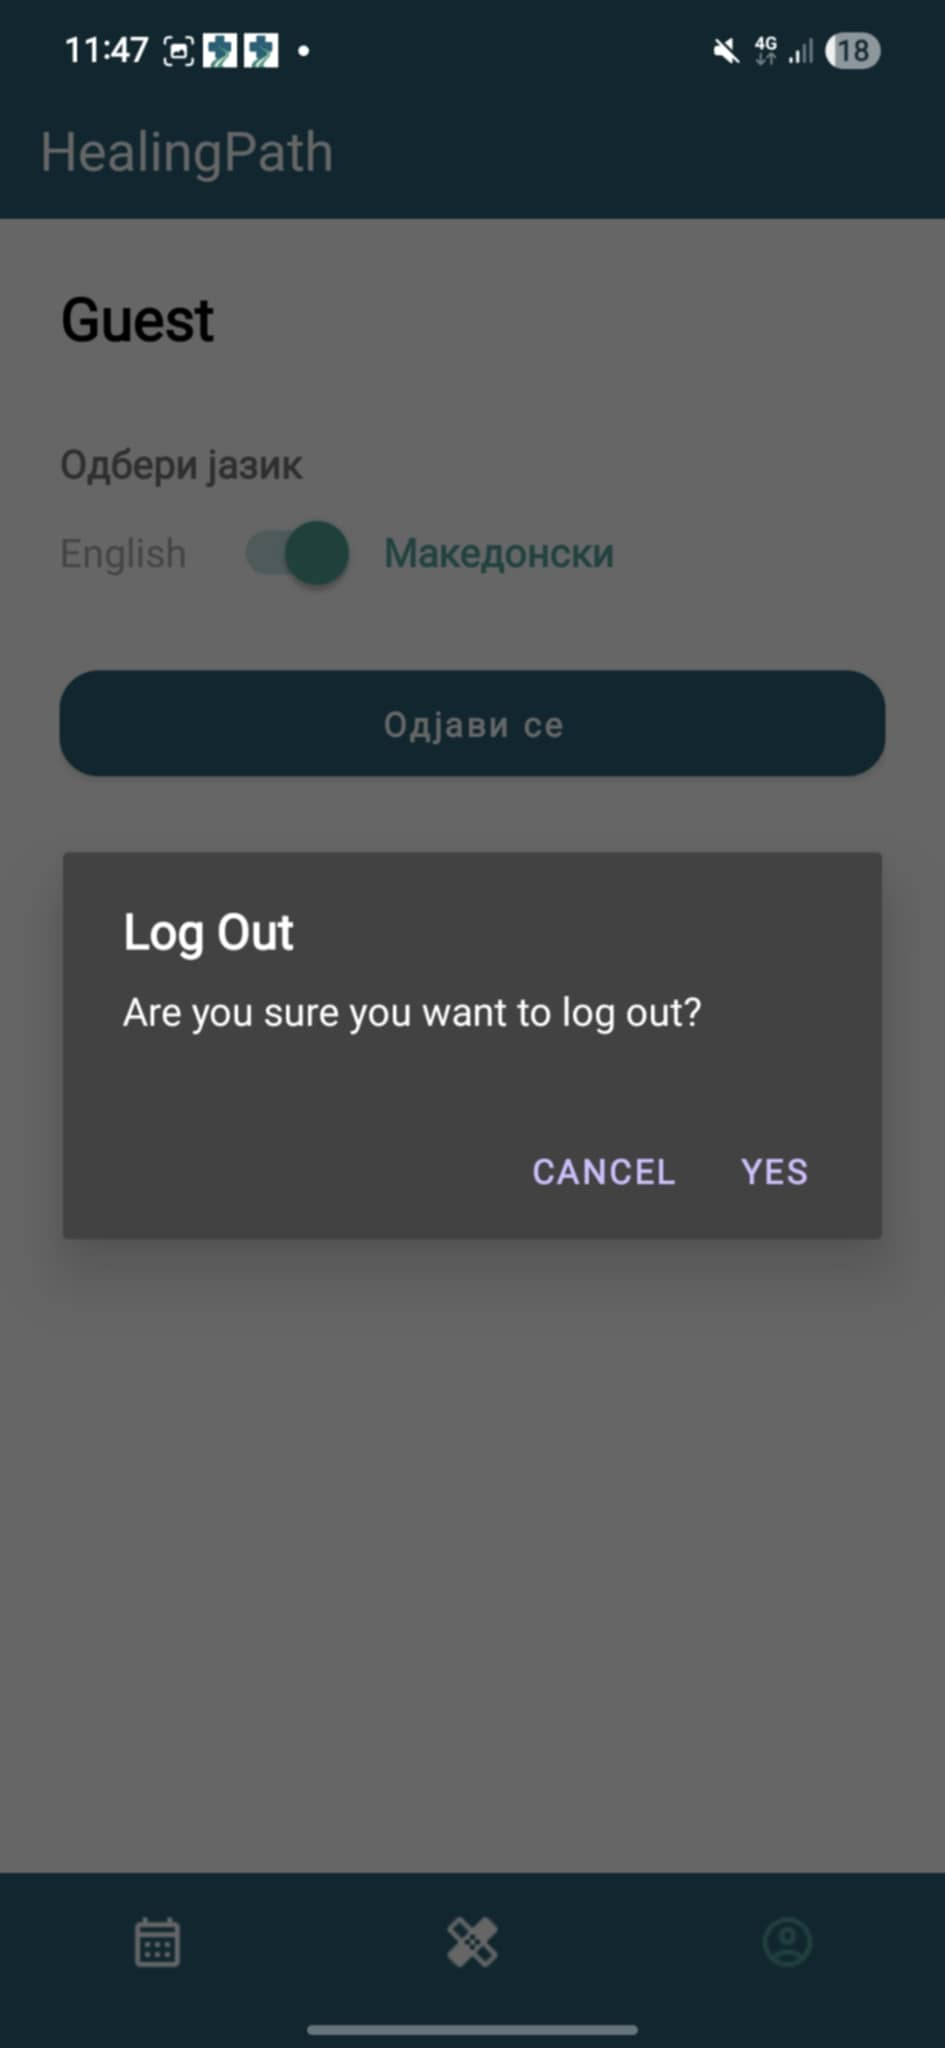 11:47
4G
18
HealingPath
Guest
Одбери јазик
English Македонски
Одјави се
Log Out
Are you sure you want to log out?
CANCEL YES